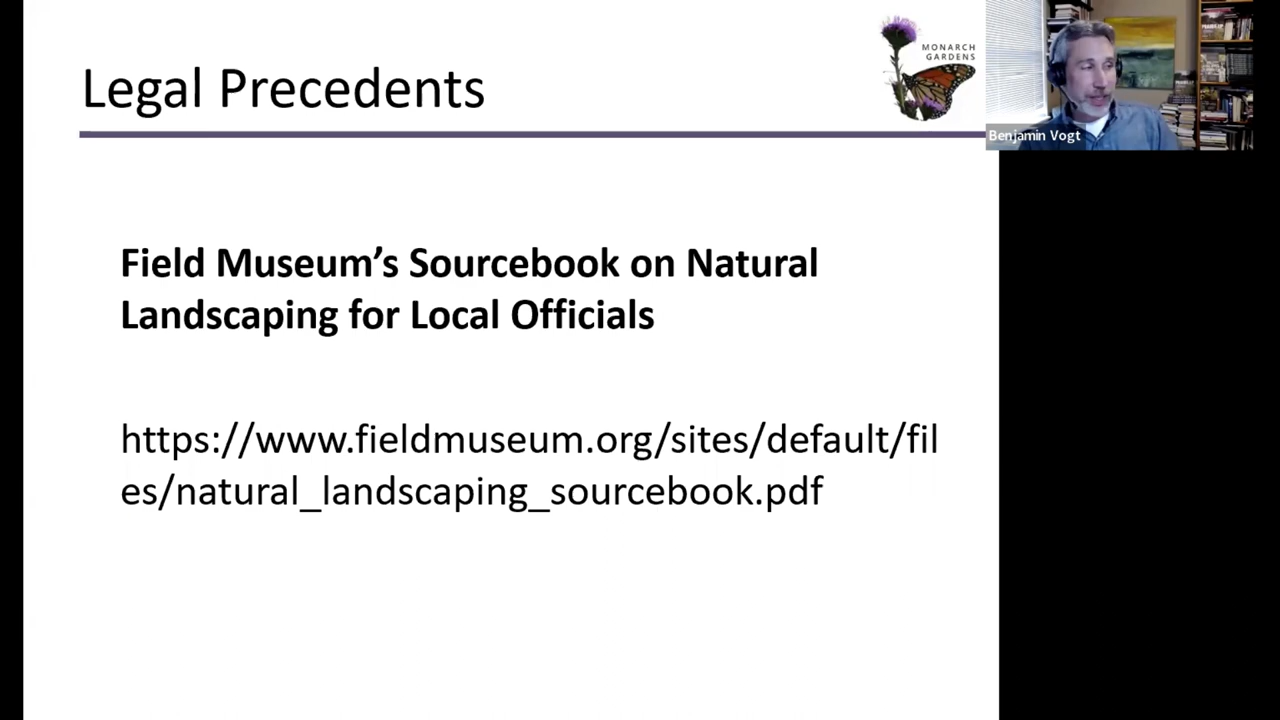 Legal Precedents
MONARCH
GARDENS
Benjamin Vogt
Field Museum’s Sourcebook on Natural
Landscaping for Local Officials
https://www.fieldmuseum.org/sites/default/fil
es/natural_landscaping_sourcebook.pdf